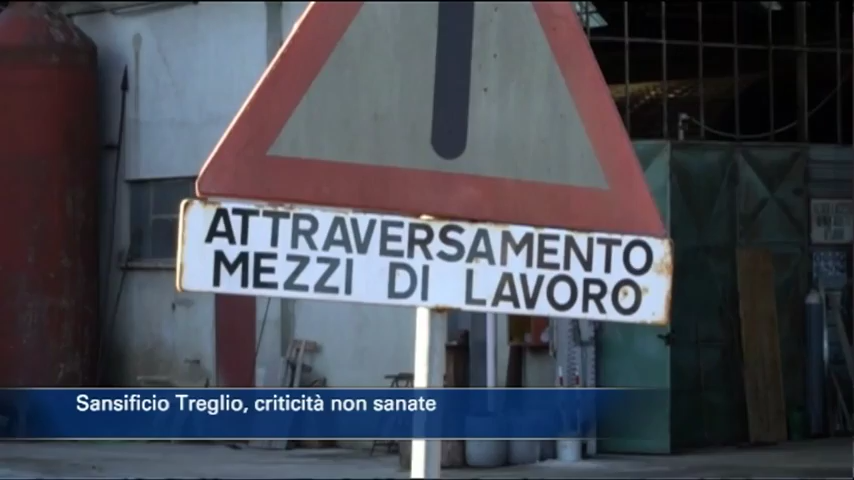 ATTRAVERSAMENTO
MEZZI DI LAVORO
Sansificio Treglio, criticità non sanate